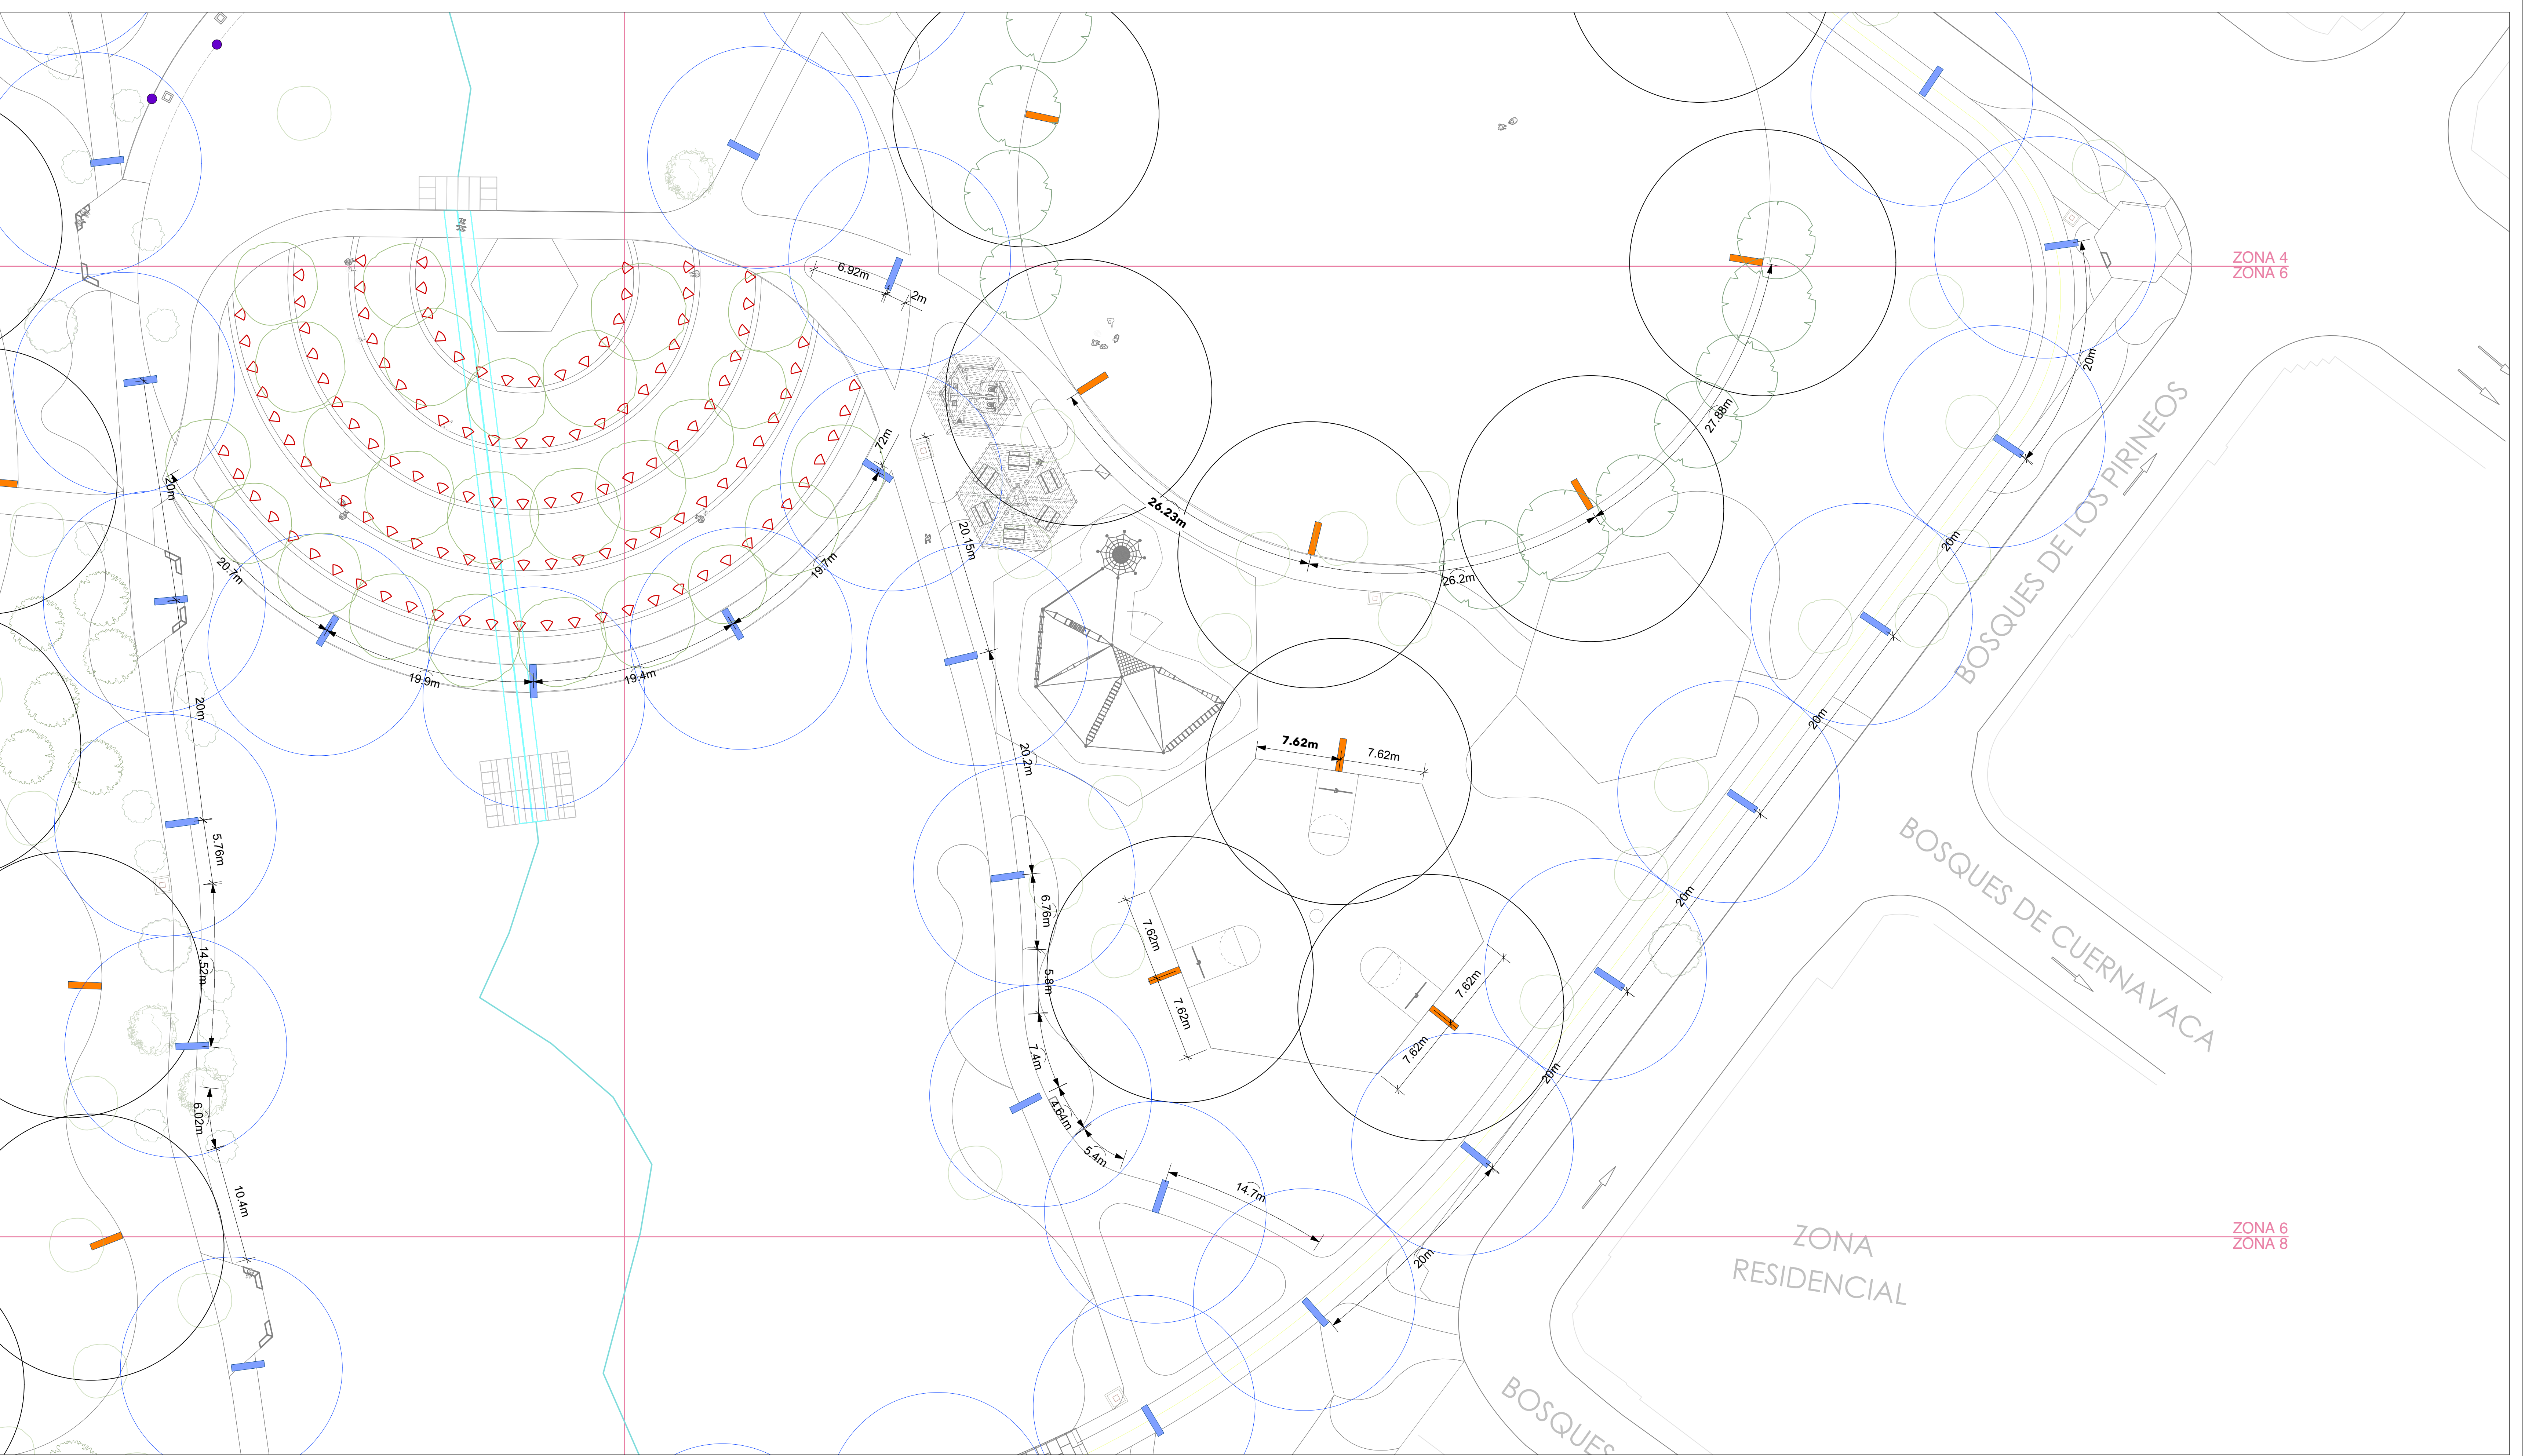 6.92m
2m
ZONA 4
ZONA 6
20m
27.88m
.72m
BOSQUES DE LOS PIRINEOS
20m
26.23m
20.15m
20m
19.7m
20.7m
26.2m
19.9m
19.4m
20m
20m
7.62m
7.62m
20.2m
5.76m
BOSQUES DE CUERNAVACA
20m
6.76m
7.62m
14.52m
5.8m
7.62m
7.62m
7.4m
7.62m
20m
4.64m
6.02m
5.4m
10.4m
14.7m
ZONA 6
ZONA 8
20m
ZONA
RESIDENCIAL
BOSQUES